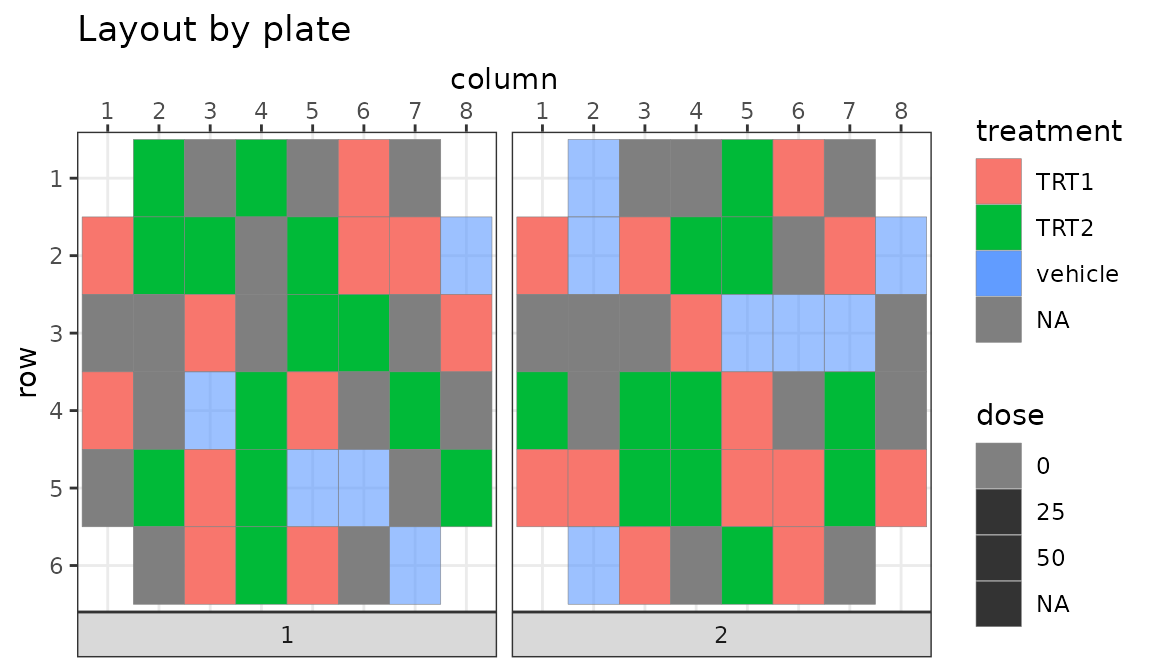 Layout by plate
column
1 2 3 4 5 6 7 8 1 2 3 4 5 6 7 8
row
1
2
3
4
5
6
1 2
treatment
TRT1
TRT2
vehicle
NA
dose
0
25
50
NA